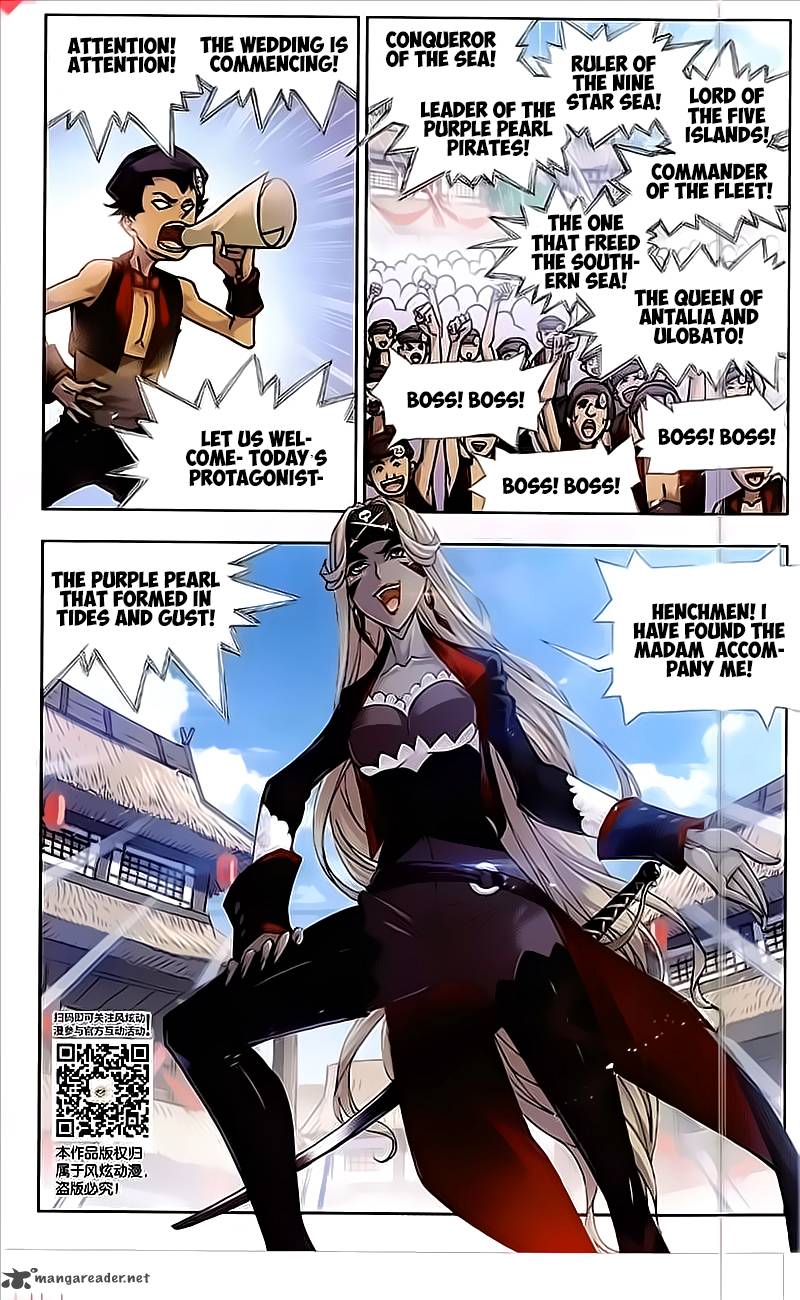 ATTENTION!
ATTENTION!
THE WEDDING IS
COMMENCING!
LET US WEL-
COME- TODAY'S
PROTAGONIST-
CONQUEROR
OF THE SEA!
LEADER OF THE
PURPLE PEARL
PIRATES!
RULER OF
THE NINE
STAR SEA!
LORD OF
THE FIVE
ISLANDS!
COMMANDER
OF THE FLEET!
THE ONE
THAT FREED
THE SOUTH-
ERN SEA!
THE QUEEN OF
ANTALIA AND
ULOBATO!
BOSS! BOSS!
BOSS! BOSS!
BOSS! BOSS!
THE PURPLE PEARL
THAT FORMED IN
TIDES AND GUST!
HENCHMEN! I
HAVE FOUND THE
MADAM ACCOM-
PANY ME!
扫码即可关注风炫动
漫参与官方互动活动!
本作品版权归
属于风炫动漫,
盗版必究!
mangareader.net